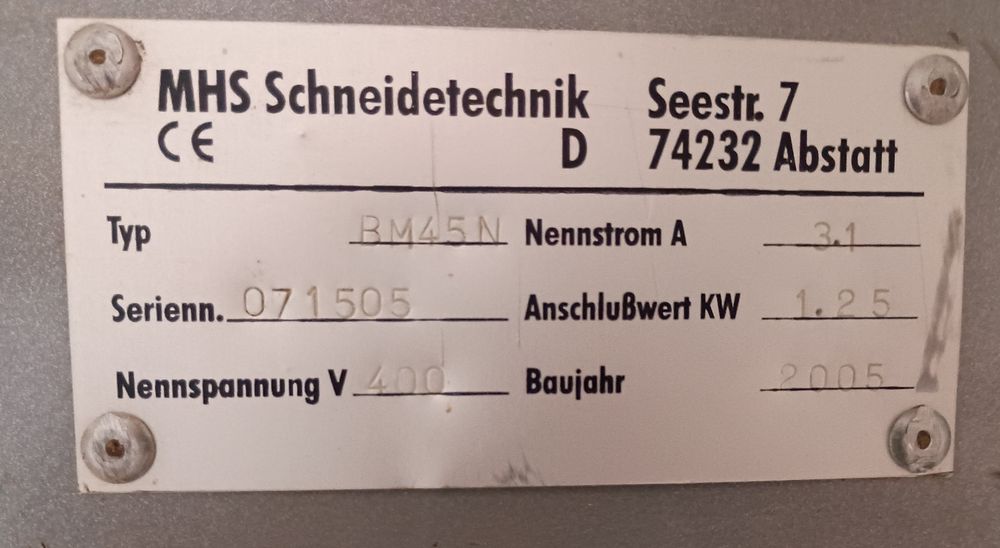 MHS Schneidetechnik Seestr. 7
CE D 74232 Abstatt
Typ BM45N Nennstrom A 3.1
Serienn. 071505 Anschlußwert KW 1.25
Nennspannung V 400 Baujahr 2005